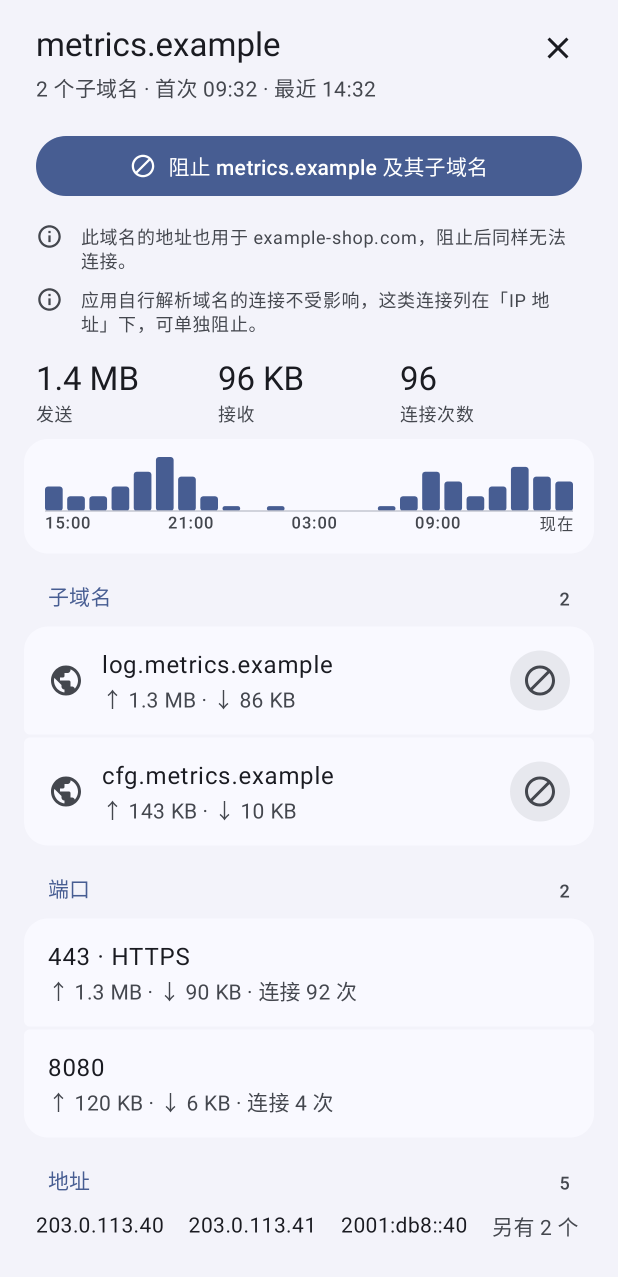 metrics.example
2 个子域名 · 首次 09:32 · 最近 14:32
阻止 metrics.example 及其子域名
此域名的地址也用于 example-shop.com，阻止后同样无法
连接。
应用自行解析域名的连接不受影响，这类连接列在「IP 地
址」下，可单独阻止。
1.4 MB 96 KB 96
发送 接收 连接次数
15:00 21:00 03:00 09:00 现在
子域名 2
log.metrics.example
↑ 1.3 MB · ↓ 86 KB
cfg.metrics.example
↑ 143 KB · ↓ 10 KB
端口 2
443 · HTTPS
↑ 1.3 MB · ↓ 90 KB · 连接 92 次
8080
↑ 120 KB · ↓ 6 KB · 连接 4 次
地址 5
203.0.113.40 203.0.113.41 2001:db8::40 另有 2 个